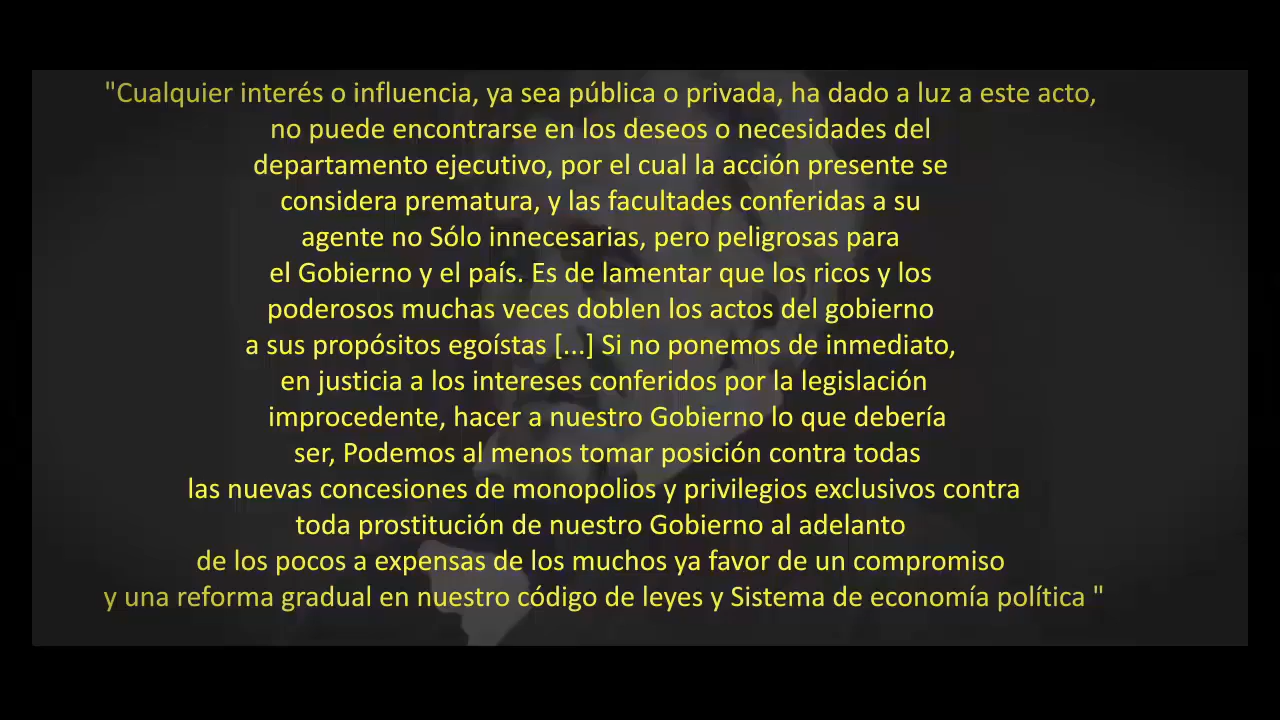 "Cualquier interés o influencia, ya sea pública o privada, ha dado a luz a este acto,
no puede encontrarse en los deseos o necesidades del
departamento ejecutivo, por el cual la acción presente se
considera prematura, y las facultades conferidas a su
agente no Sólo innecesarias, pero peligrosas para
el Gobierno y el país. Es de lamentar que los ricos y los
poderosos muchas veces doblen los actos del gobierno
a sus propósitos egoístas [...] Si no ponemos de inmediato,
en justicia a los intereses conferidos por la legislación
improcedente, hacer a nuestro Gobierno lo que debería
ser, Podemos al menos tomar posición contra todas
las nuevas concesiones de monopolios y privilegios exclusivos contra
toda prostitución de nuestro Gobierno al adelanto
de los pocos a expensas de los muchos ya favor de un compromiso
y una reforma gradual en nuestro código de leyes y Sistema de economía política "